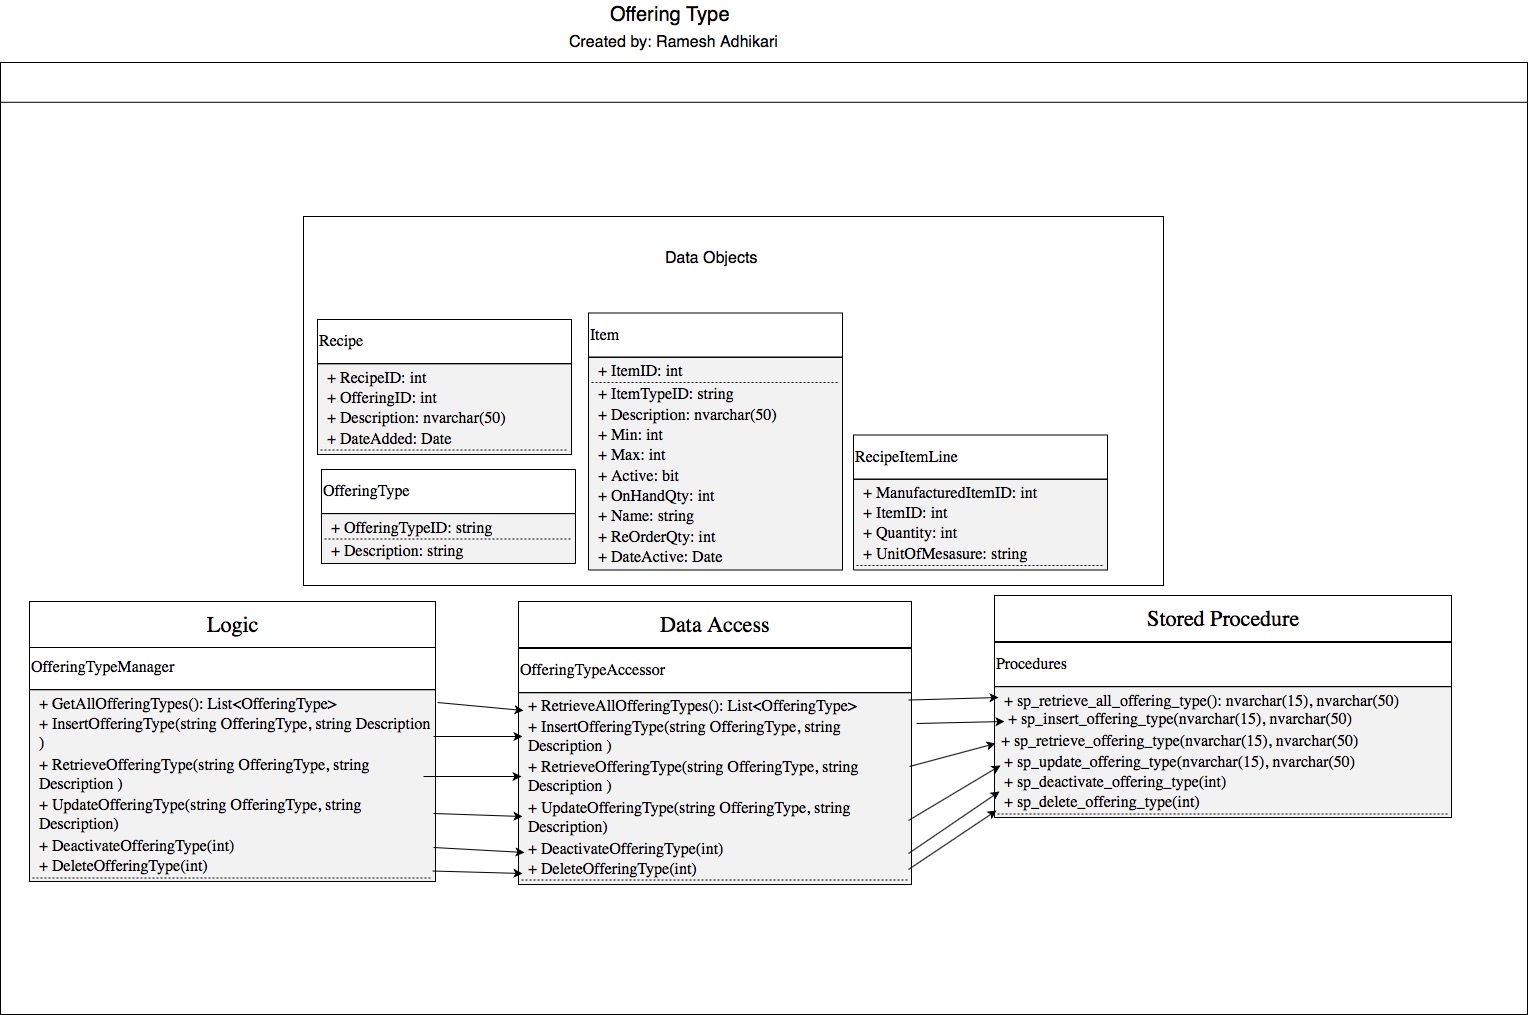 Offering Type
Created by: Ramesh Adhikari
Data Objects
Recipe
+ RecipeID: int
+ OfferingID: int
+ Description: nvarchar(50)
+ DateAdded: Date
OfferingType
+ OfferingTypeID: string
+ Description: string
Item
+ ItemID: int
+ ItemTypeID: string
+ Description: nvarchar(50)
+ Min: int
+ Max: int
+ Active: bit
+ OnHandQty: int
+ Name: string
+ ReOrderQty: int
+ DateActive: Date
RecipeItemLine
+ ManufacturedItemID: int
+ ItemID: int
+ Quantity: int
+ UnitOfMesasure: string
Logic
OfferingTypeManager
+ GetAllOfferingTypes(): List<OfferingType>
+ InsertOfferingType(string OfferingType, string Description
)
+ RetrieveOfferingType(string OfferingType, string
Description )
+ UpdateOfferingType(string OfferingType, string
Description)
+ DeactivateOfferingType(int)
+ DeleteOfferingType(int)
Data Access
OfferingTypeAccessor
+ RetrieveAllOfferingTypes(): List<OfferingType>
+ InsertOfferingType(string OfferingType, string
Description )
+ RetrieveOfferingType(string OfferingType, string
Description )
+ UpdateOfferingType(string OfferingType, string
Description)
+ DeactivateOfferingType(int)
+ DeleteOfferingType(int)
Stored Procedure
Procedures
+ sp_retrieve_all_offering_type(): nvarchar(15), nvarchar(50)
+ sp_insert_offering_type(nvarchar(15), nvarchar(50)
+ sp_retrieve_offering_type(nvarchar(15), nvarchar(50)
+ sp_update_offering_type(nvarchar(15), nvarchar(50)
+ sp_deactivate_offering_type(int)
+ sp_delete_offering_type(int)